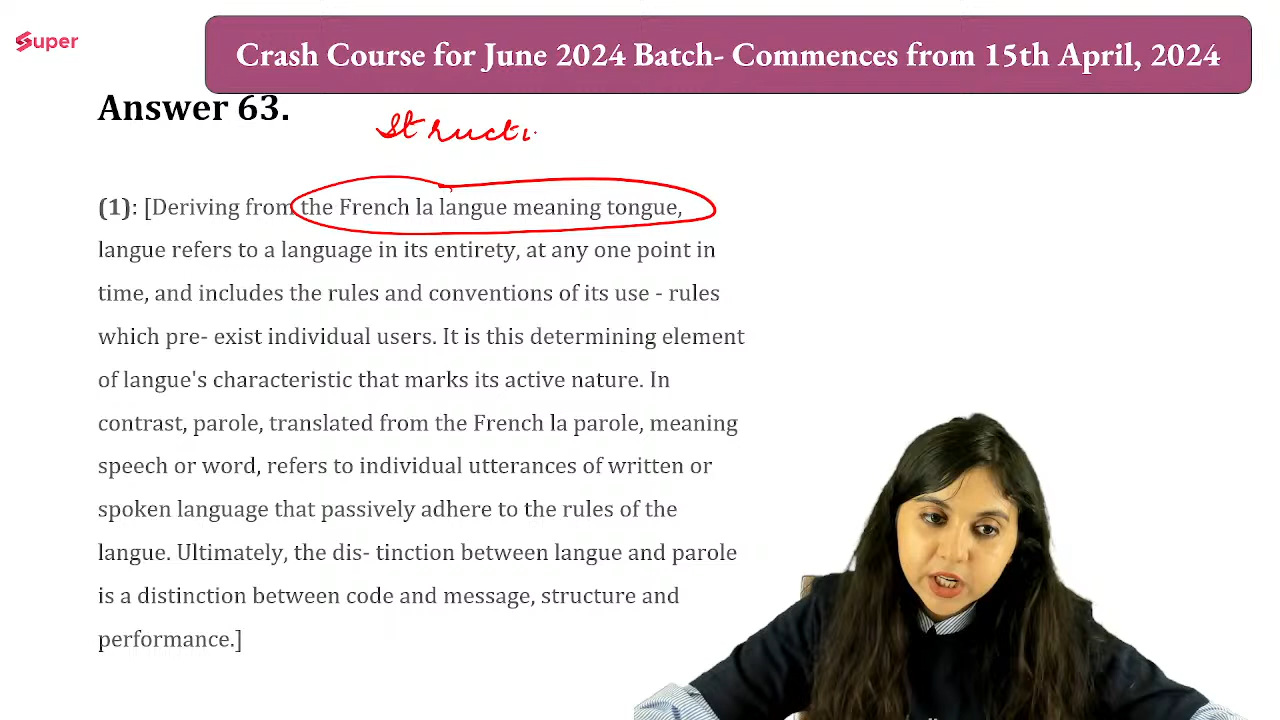 Super
Crash Course for June 2024 Batch- Commences from 15th April, 2024
Answer 63.
Structu
(1): [Deriving from the French la langue meaning tongue,
langue refers to a language in its entirety, at any one point in
time, and includes the rules and conventions of its use - rules
which pre- exist individual users. It is this determining element
of langue's characteristic that marks its active nature. In
contrast, parole, translated from the French la parole, meaning
speech or word, refers to individual utterances of written or
spoken language that passively adhere to the rules of the
langue. Ultimately, the dis- tinction between langue and parole
is a distinction between code and message, structure and
performance.]